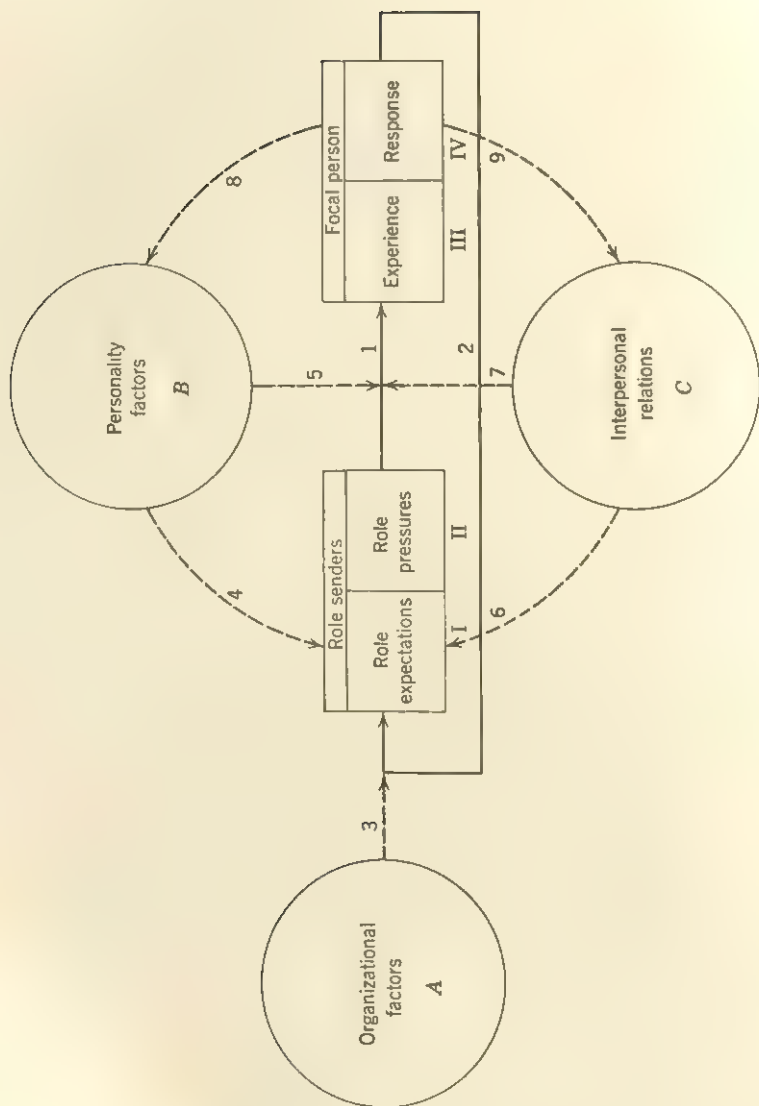 Organizational
factors
A
3
Personality
factors
B
4
5
8
Role senders
Role
expectations
Role
pressures
I
II
1
Focal person
Experience
Response
III
IV
2
6
7
9
Interpersonal
relations
C